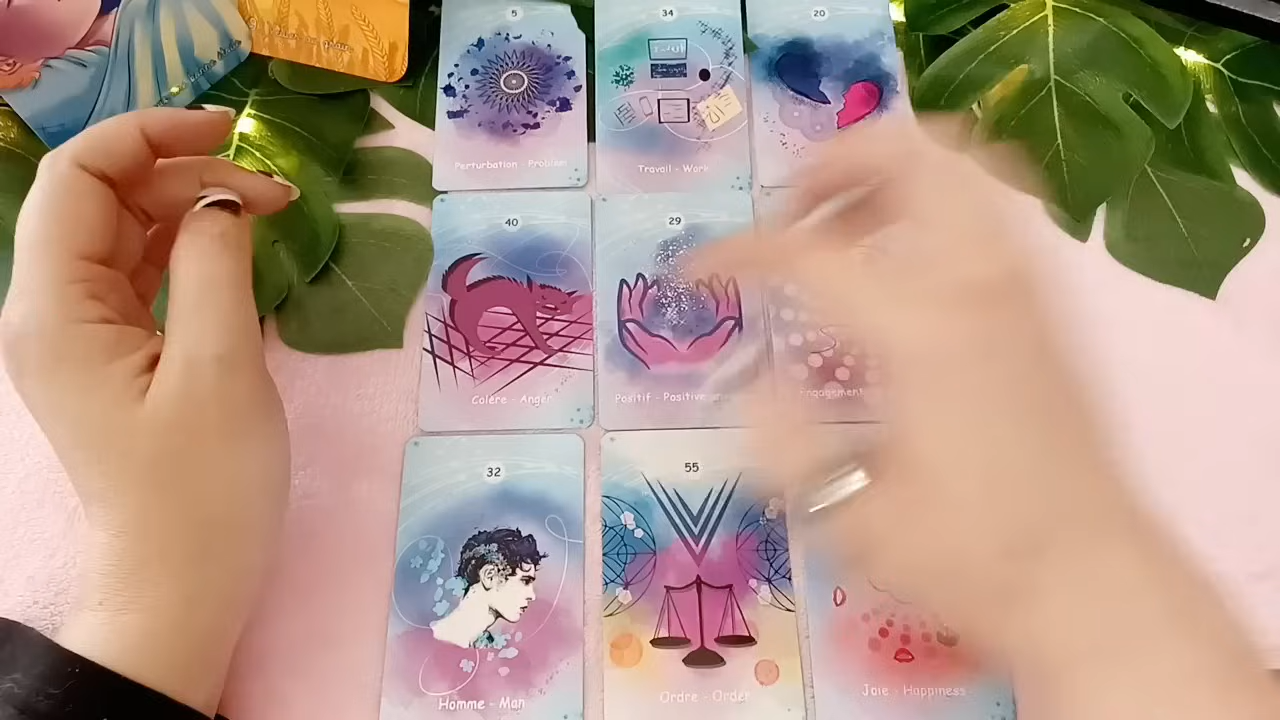 5
34
20
Perturbation - Problem
Travail - Work
40
29
Colère - Anger
Positif - Positive
Engagement
32
55
Homme - Man
Ordre - Order
Joie - Happiness